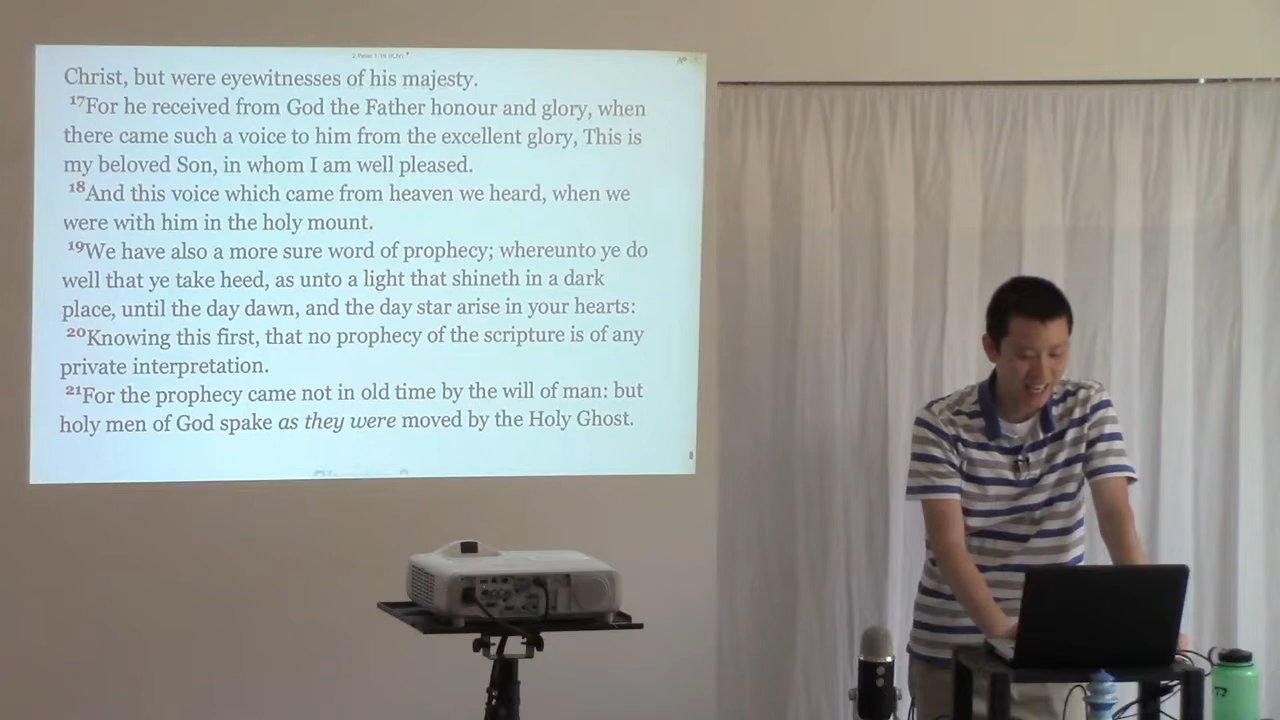 2 Peter 1:19 (KJV)
Christ, but were eyewitnesses of his majesty.
17For he received from God the Father honour and glory, when
there came such a voice to him from the excellent glory, This is
my beloved Son, in whom I am well pleased.
18And this voice which came from heaven we heard, when we
were with him in the holy mount.
19We have also a more sure word of prophecy; whereunto ye do
well that ye take heed, as unto a light that shineth in a dark
place, until the day dawn, and the day star arise in your hearts:
20Knowing this first, that no prophecy of the scripture is of any
private interpretation.
21For the prophecy came not in old time by the will of man: but
holy men of God spake as they were moved by the Holy Ghost.